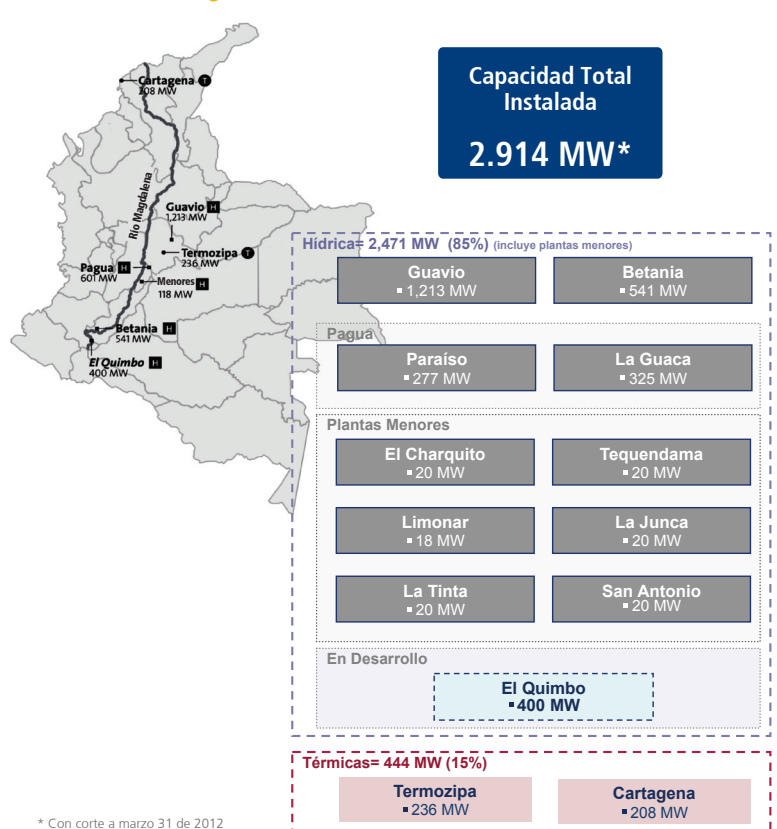 Capacidad Total
Instalada
2.914 MW*
Cartagena T
208 MW
Río Magdalena
Guavio H
1,213 MW
Termozipa T
236 MW
Pagua H
601 MW
Menores H
118 MW
Betania H
541 MW
El Quimbo H
400 MW
Hídrica= 2,471 MW (85%) (incluye plantas menores)
Guavio
▪ 1,213 MW
Betania
▪ 541 MW
Pagua
Paraíso
▪ 277 MW
La Guaca
▪ 325 MW
Plantas Menores
El Charquito
▪ 20 MW
Tequendama
▪ 20 MW
Limonar
▪ 18 MW
La Junca
▪ 20 MW
La Tinta
▪ 20 MW
San Antonio
▪ 20 MW
En Desarrollo
El Quimbo
▪ 400 MW
Térmicas= 444 MW (15%)
Termozipa
▪ 236 MW
Cartagena
▪ 208 MW
* Con corte a marzo 31 de 2012